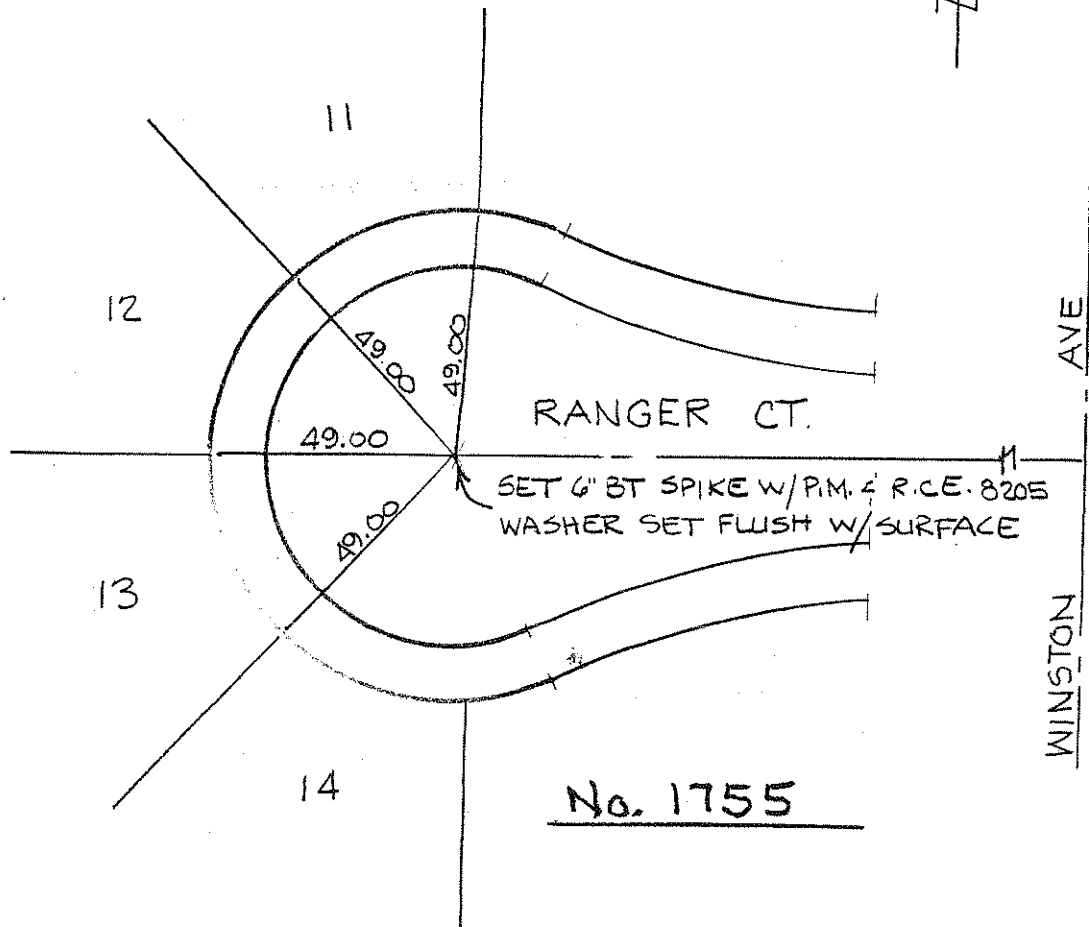 11
12
49.00
49.00
RANGER CT.
49.00
SET 6" BT SPIKE W/P.M. & R.C.E. 8205
WASHER SET FLUSH W/SURFACE
49.00
13
14
No. 1755
WINSTON AVE